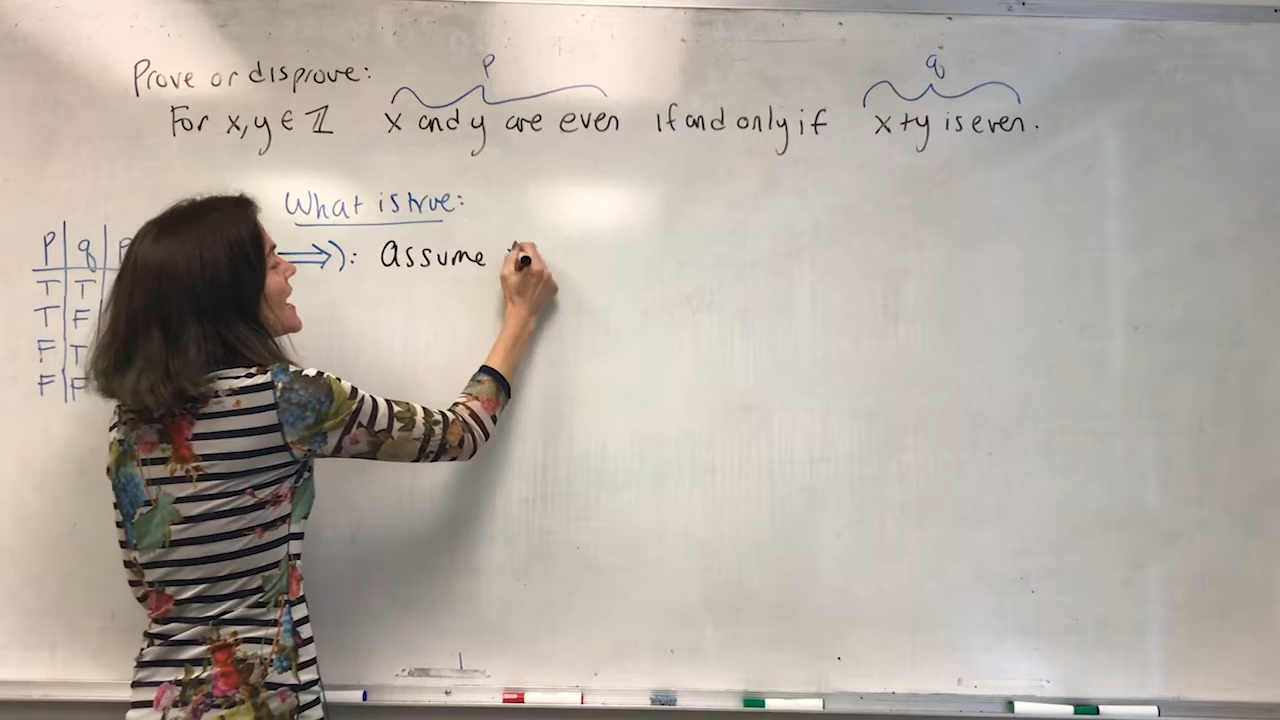 Prove or disprove:
p
q
For x, y ∈ ℤ x and y are even if and only if x+y is even.
What is true:
⟹): Assume
P q P
T T
T F
F T
F F